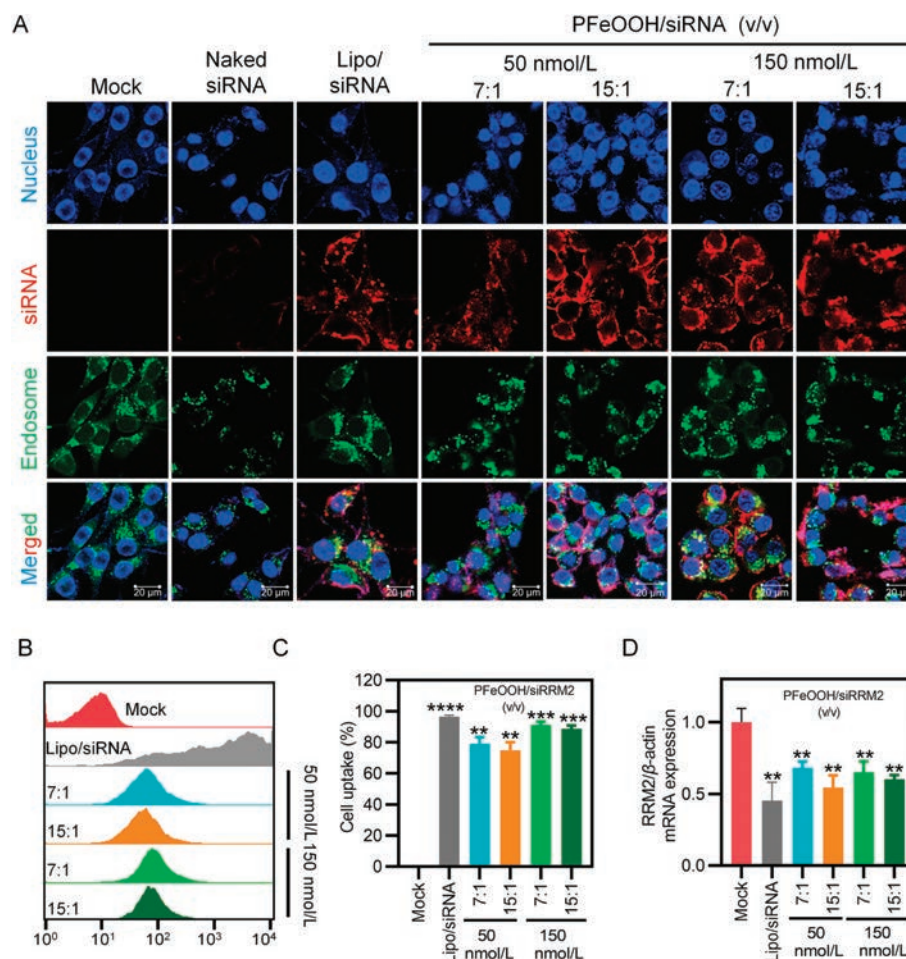 A
PFeOOH/siRNA (v/v)
Naked siRNA
Lipo/siRNA
50 nmol/L
150 nmol/L
Mock
7:1
15:1
7:1
15:1
Nucleus
siRNA
Endosome
Merged
20 μm
20 μm
20 μm
20 μm
20 μm
20 μm
20 μm
B
Mock
Lipo/siRNA
7:1
15:1
7:1
15:1
50 nmol/L
150 nmol/L
10⁰ 10¹ 10² 10³ 10⁴
C
PFeOOH/siRRM2
(v/v)
Cell uptake (%)
120
100
80
60
40
20
0
****
**
**
***
***
Mock
Lipo/siRNA
7:1
15:1
7:1
15:1
50 nmol/L
150 nmol/L
D
PFeOOH/siRRM2
(v/v)
RRM2/β-actin
mRNA expression
1.0
0.5
0.0
**
**
**
**
**
Mock
Lipo/siRNA
7:1
15:1
7:1
15:1
50 nmol/L
150 nmol/L